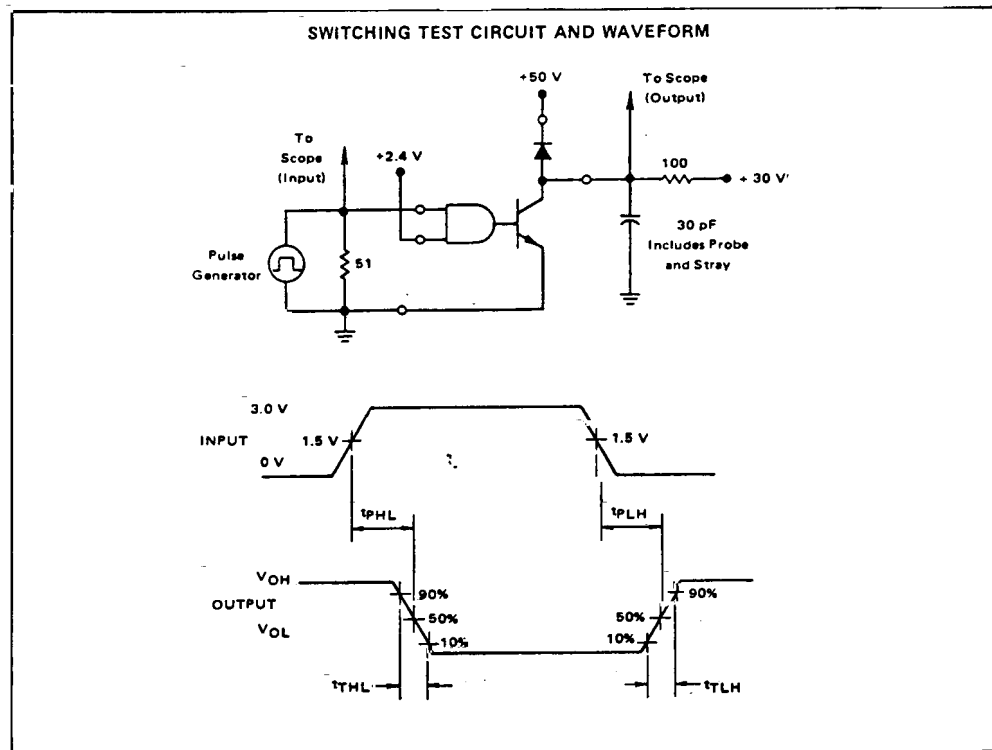 SWITCHING TEST CIRCUIT AND WAVEFORM
+50 V
To Scope
(Output)
To
Scope
(Input)
+2.4 V
100
+ 30 V
Pulse
Generator
51
30 pF
Includes Probe
and Stray
3.0 V
INPUT
1.5 V
1.5 V
0 V
tPHL
tPLH
VOH
90%
90%
OUTPUT
50%
50%
VOL
10%
10%
tTHL
tTLH